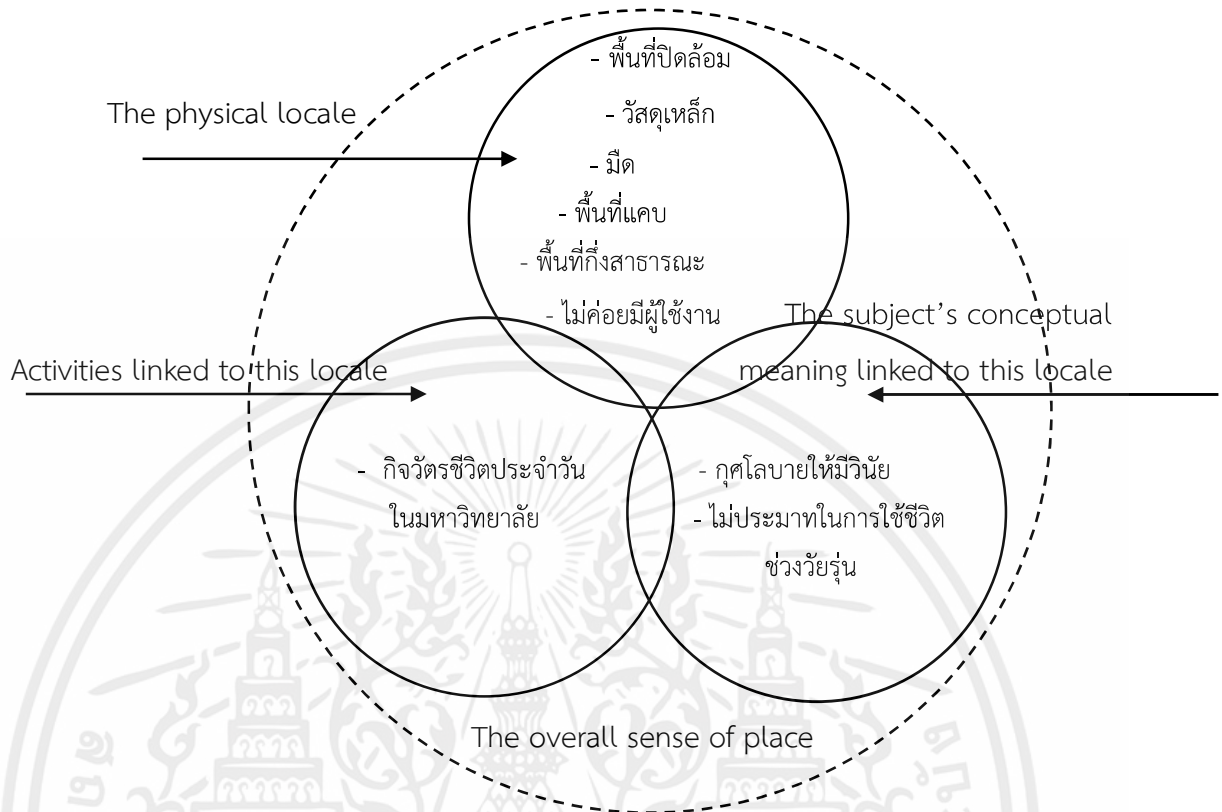 - พื้นที่ปิดล้อม
The physical locale
- วัสดุเหล็ก
- มืด
- พื้นที่แคบ
- พื้นที่กึ่งสาธารณะ
- ไม่ค่อยมีผู้ใช้งาน
The subject's conceptual
meaning linked to this locale
Activities linked to this locale
- กิจวัตรชีวิตประจำวัน
ในมหาวิทยาลัย
- กุศโลบายให้มีวินัย
- ไม่ประมาทในการใช้ชีวิต
ช่วงวัยรุ่น
The overall sense of place